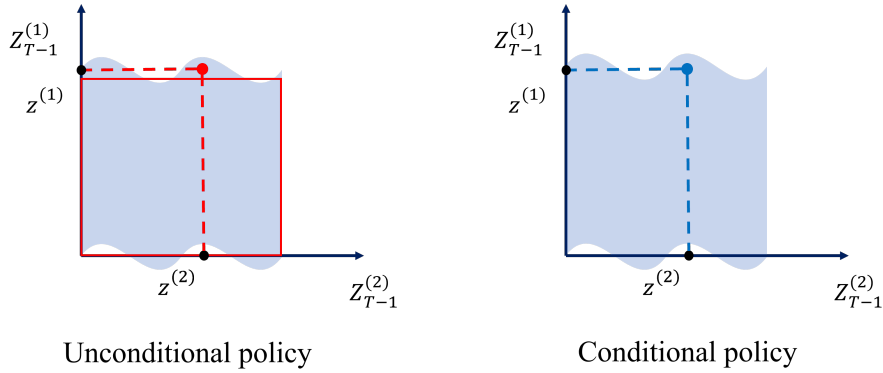 Z_{T−1}^{(1)}
z^{(1)}
z^{(2)}
Z_{T−1}^{(2)}
Unconditional policy
Z_{T−1}^{(1)}
z^{(1)}
z^{(2)}
Z_{T−1}^{(2)}
Conditional policy